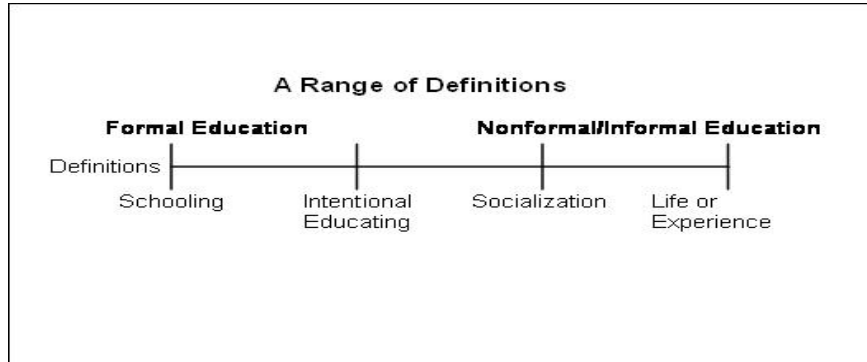 A Range of Definitions
Formal Education
Nonformal/Informal Education
Definitions
Schooling
Intentional
Educating
Socialization
Life or
Experience